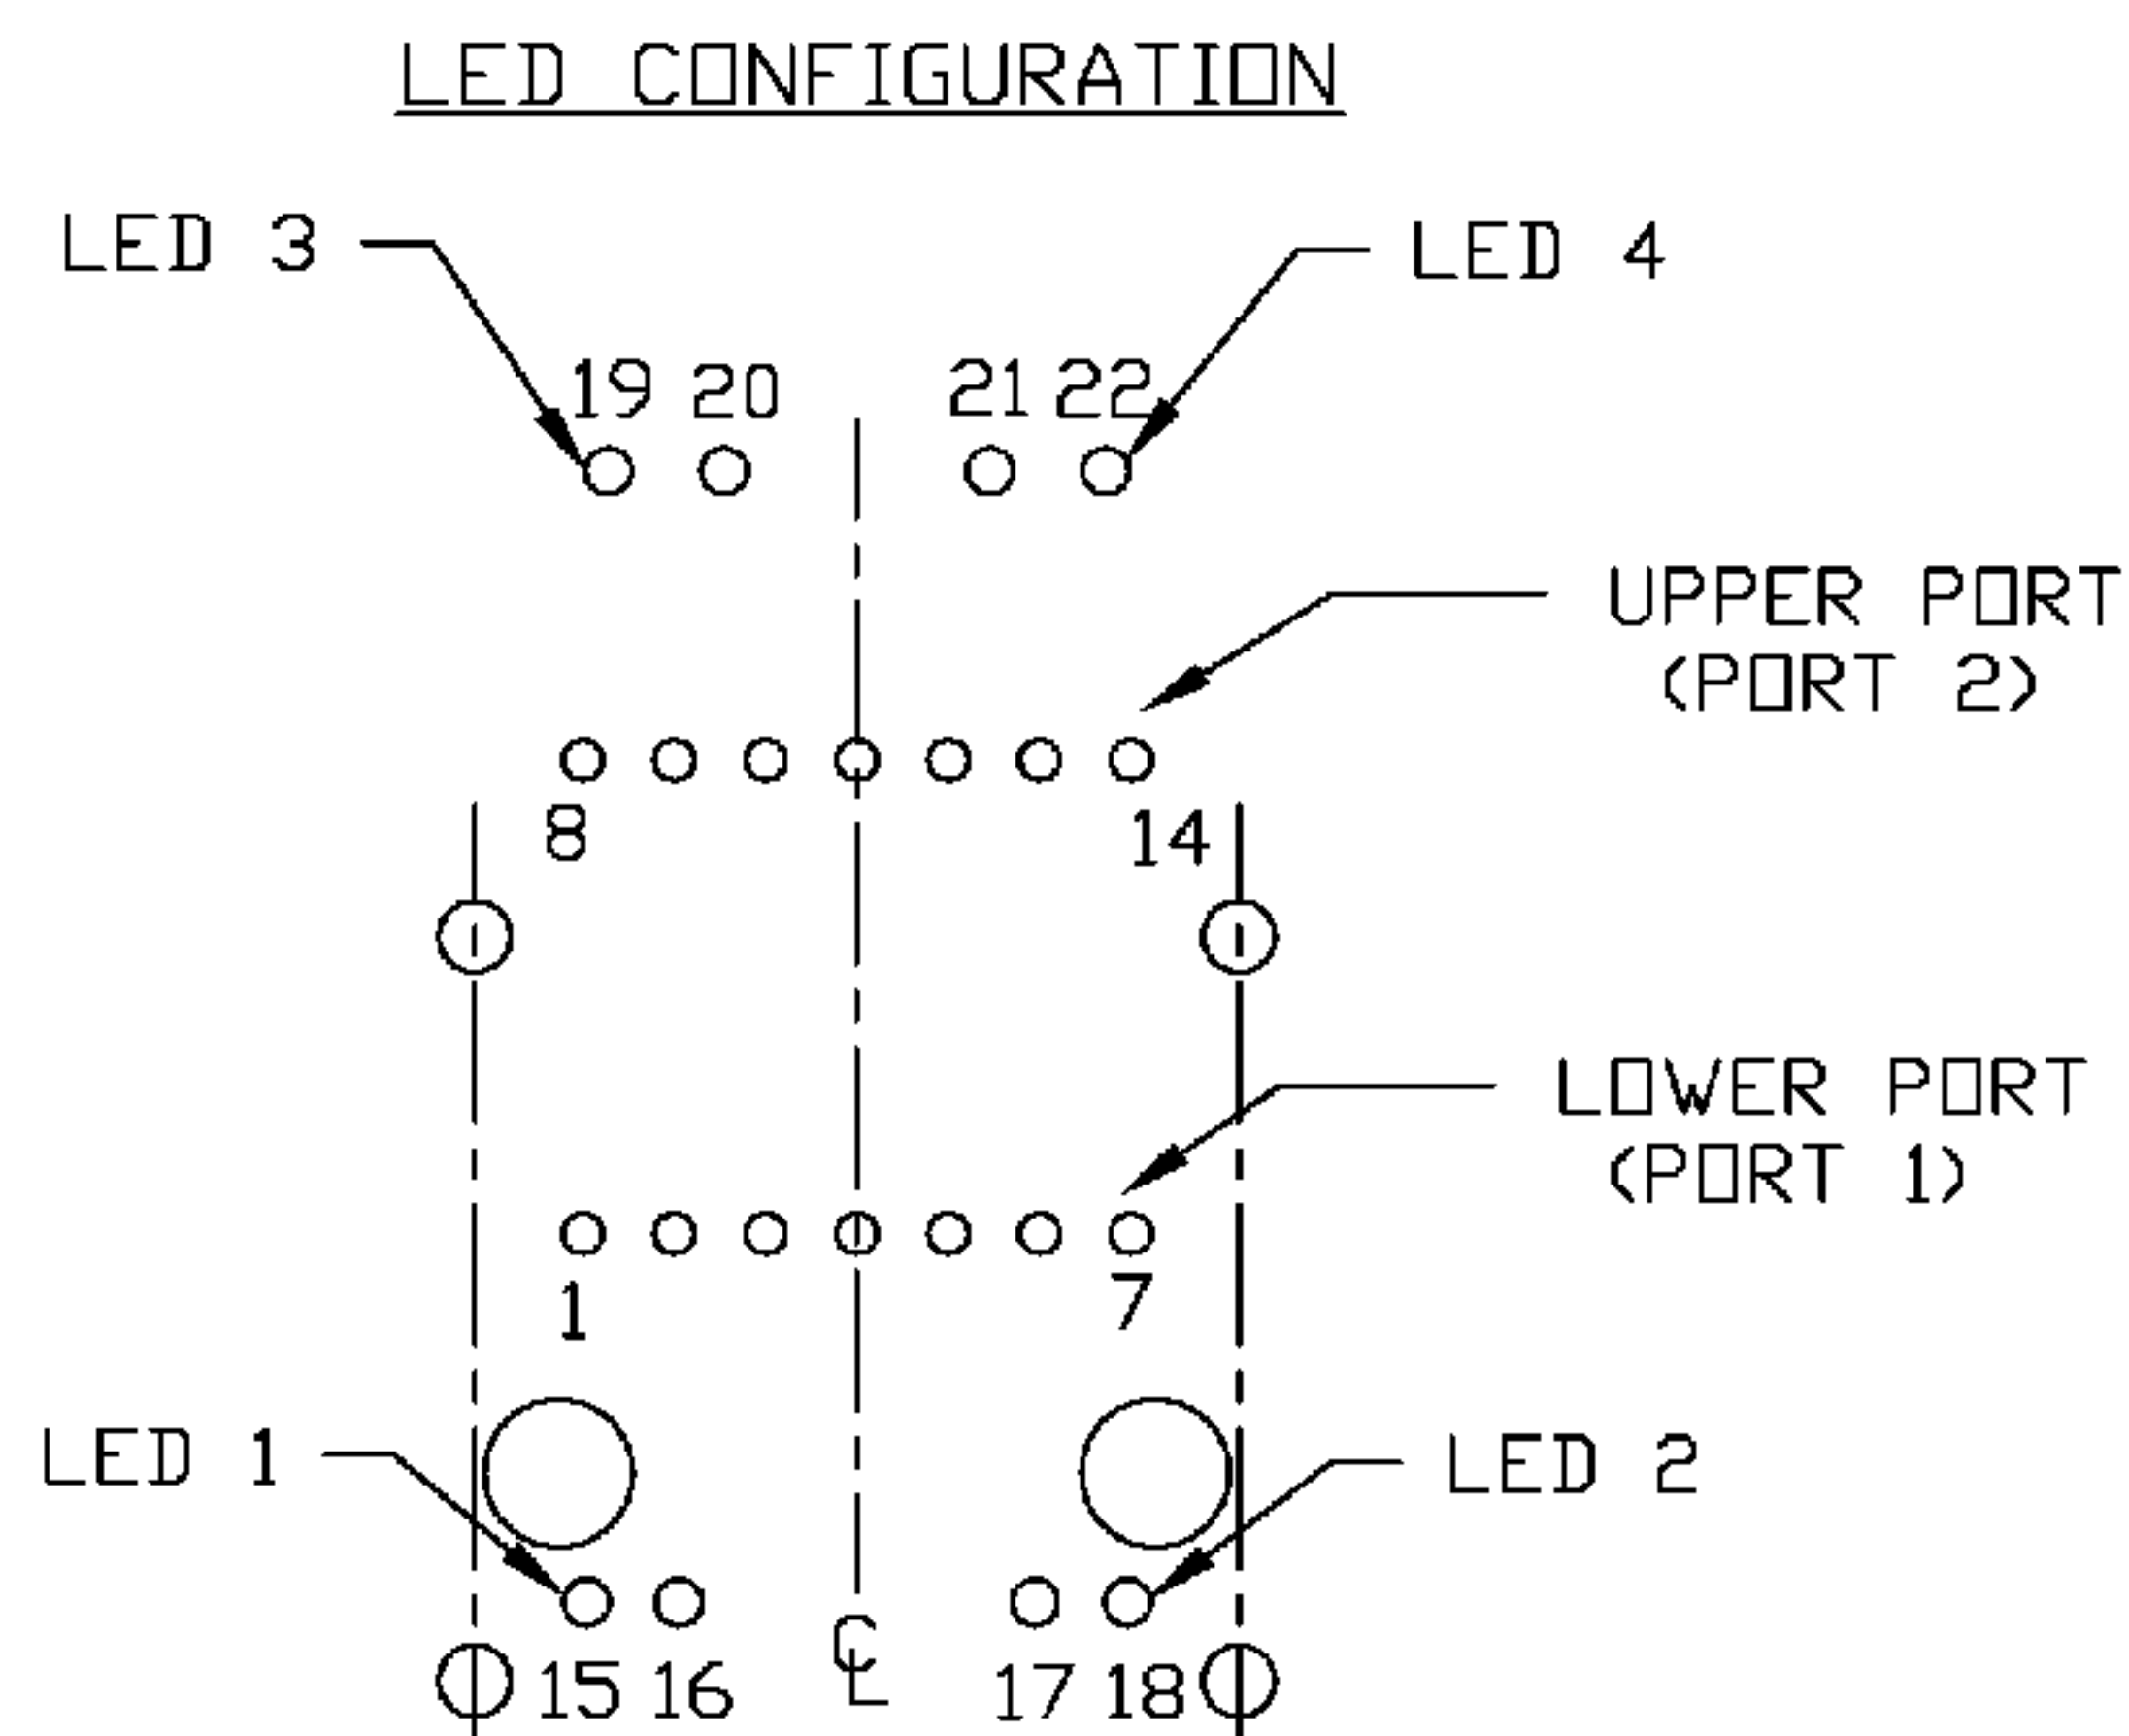 LED CONFIGURATION
LED 3
LED 4
19 20 21 22
UPPER PORT
(PORT 2)
8 14
LOWER PORT
(PORT 1)
1 7
LED 1
LED 2
CL
15 16 17 18